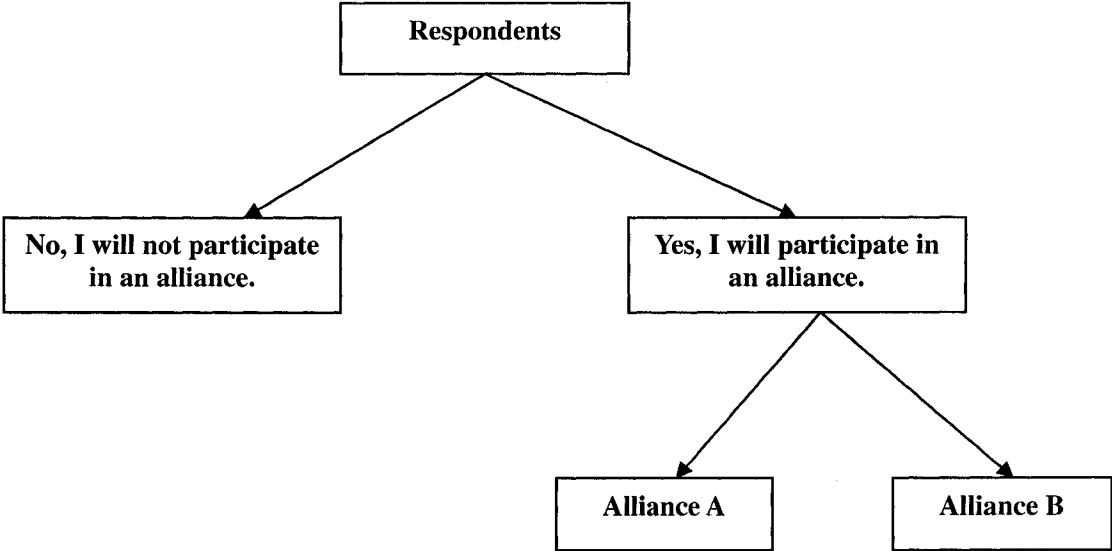 Respondents
No, I will not participate
in an alliance.
Yes, I will participate in
an alliance.
Alliance A
Alliance B